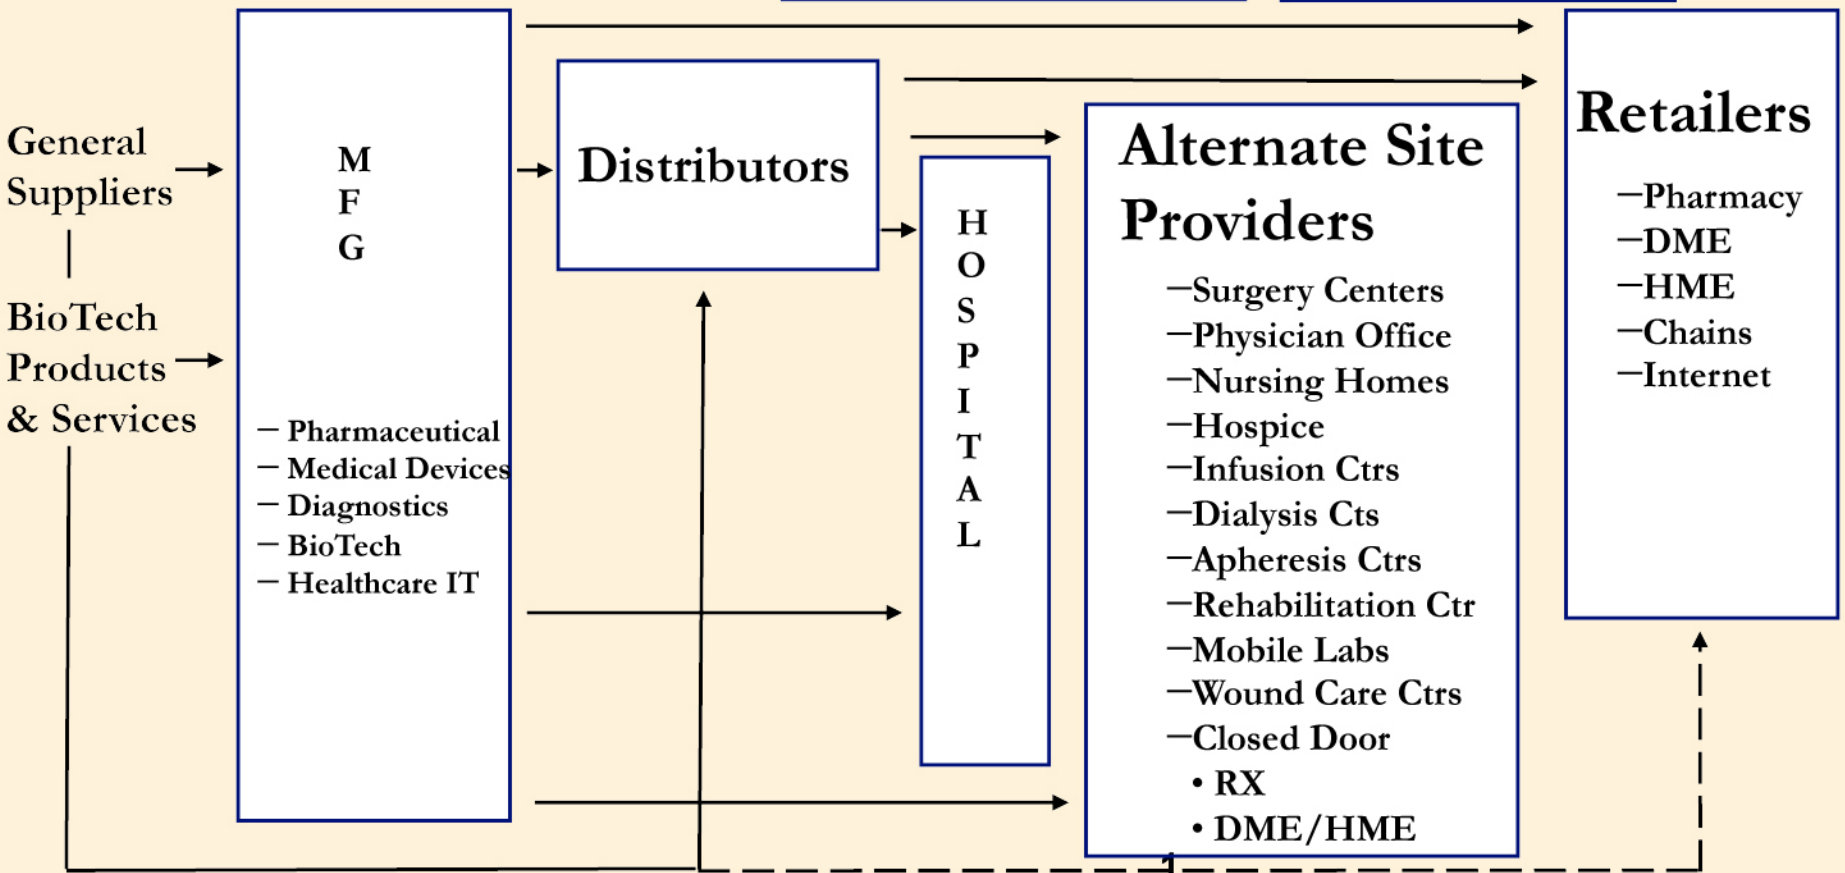 General
Suppliers
BioTech
Products
& Services
M
F
G
– Pharmaceutical
– Medical Devices
– Diagnostics
– BioTech
– Healthcare IT
Distributors
H
O
S
P
I
T
A
L
Alternate Site
Providers
–Surgery Centers
–Physician Office
–Nursing Homes
–Hospice
–Infusion Ctrs
–Dialysis Cts
–Apheresis Ctrs
–Rehabilitation Ctr
–Mobile Labs
–Wound Care Ctrs
–Closed Door
• RX
• DME/HME
Retailers
–Pharmacy
–DME
–HME
–Chains
–Internet